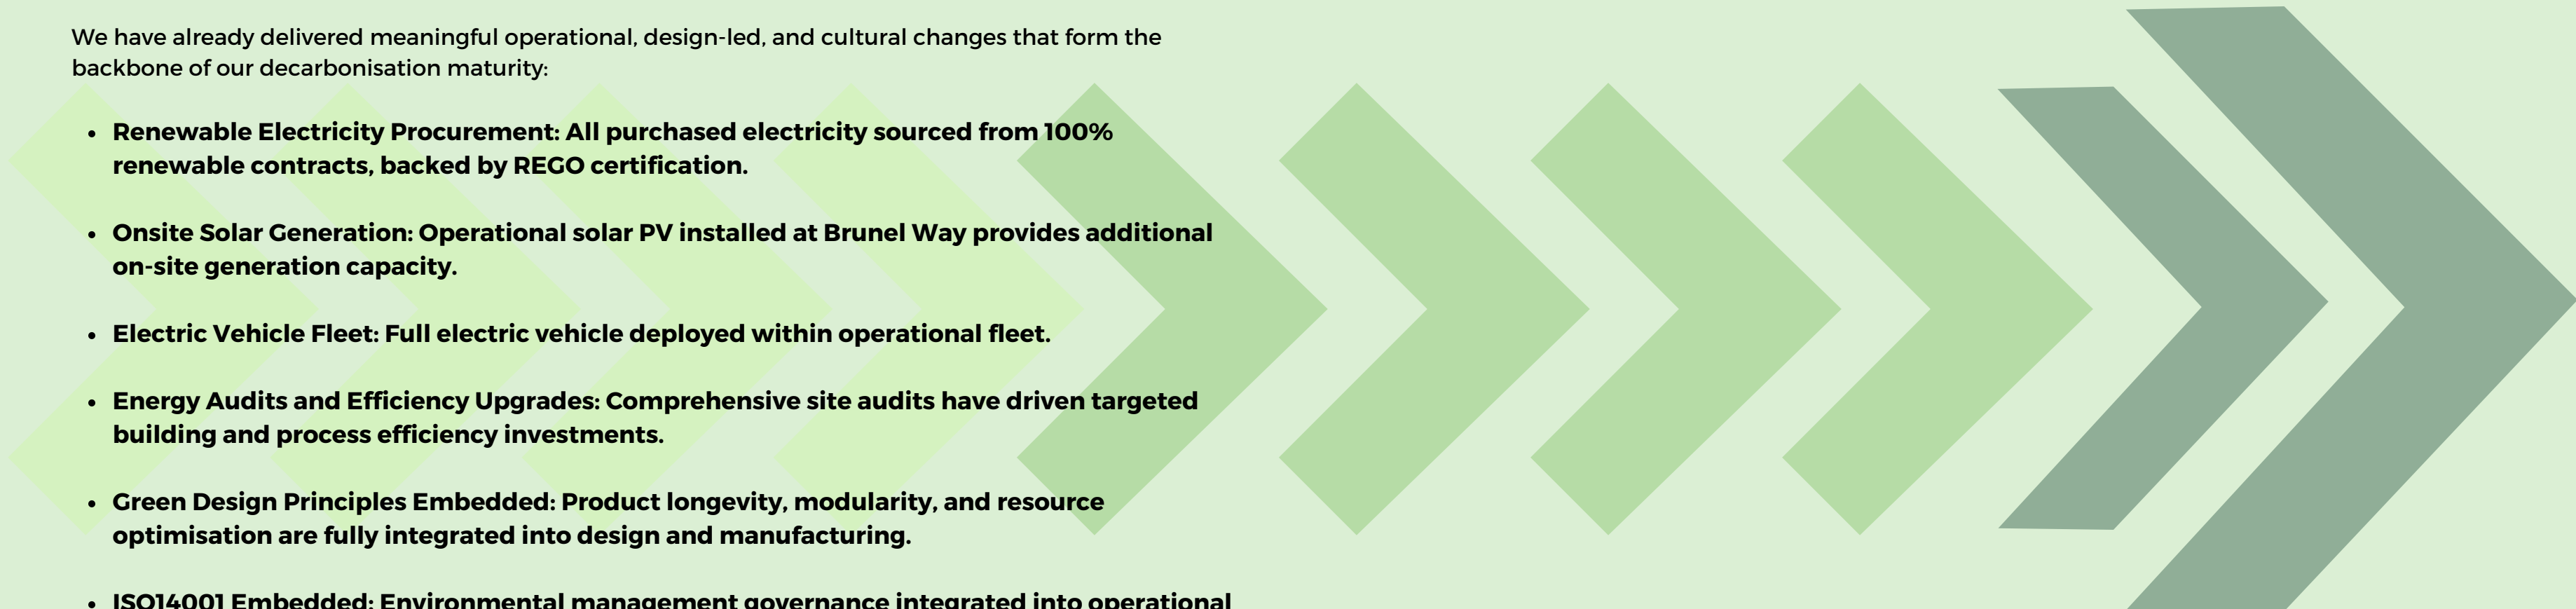 We have already delivered meaningful operational, design-led, and cultural changes that form the
backbone of our decarbonisation maturity:
• Renewable Electricity Procurement: All purchased electricity sourced from 100%
renewable contracts, backed by REGO certification.
• Onsite Solar Generation: Operational solar PV installed at Brunel Way provides additional
on-site generation capacity.
• Electric Vehicle Fleet: Full electric vehicle deployed within operational fleet.
• Energy Audits and Efficiency Upgrades: Comprehensive site audits have driven targeted
building and process efficiency investments.
• Green Design Principles Embedded: Product longevity, modularity, and resource
optimisation are fully integrated into design and manufacturing.
• ISO14001 Embedded: Environmental management governance integrated into operational